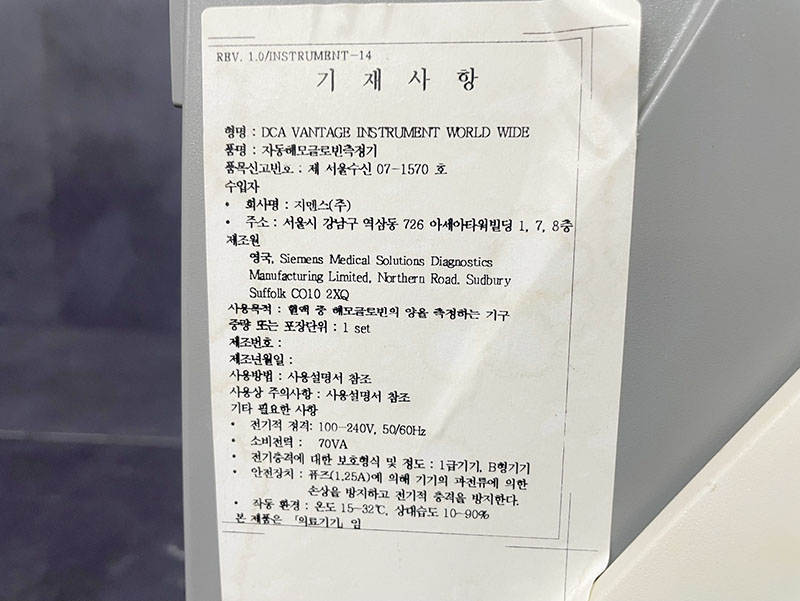 REV. 1.0/INSTRUMENT-14
기 재 사 항
형명 : DCA VANTAGE INSTRUMENT WORLD WIDE
품명 : 자동헤모글로빈측정기
품목신고번호 : 제 서울수신 07-1570 호
수입자
• 회사명 : 지멘스(주)
• 주소 : 서울시 강남구 역삼동 726 아세아타워빌딩 1, 7, 8층
제조원
영국, Siemens Medical Solutions Diagnostics
Manufacturing Limited, Northern Road. Sudbury
Suffolk CO10 2XQ
사용목적 : 혈액 중 헤모글로빈의 양을 측정하는 기구
중량 또는 포장단위 : 1 set
제조번호 :
제조년월일 :
사용방법 : 사용설명서 참조
사용상 주의사항 : 사용설명서 참조
기타 필요한 사항
• 전기적 정격: 100-240V, 50/60Hz
• 소비전력 : 70VA
• 전기충격에 대한 보호형식 및 정도 : 1급기기, B형기기
• 안전장치 : 퓨즈(1.25A)에 의해 기기의 과전류에 의한
손상을 방지하고 전기적 충격을 방지한다.
• 작동 환경 : 온도 15-32℃, 상대습도 10-90%
본 제품은 「의료기기」임